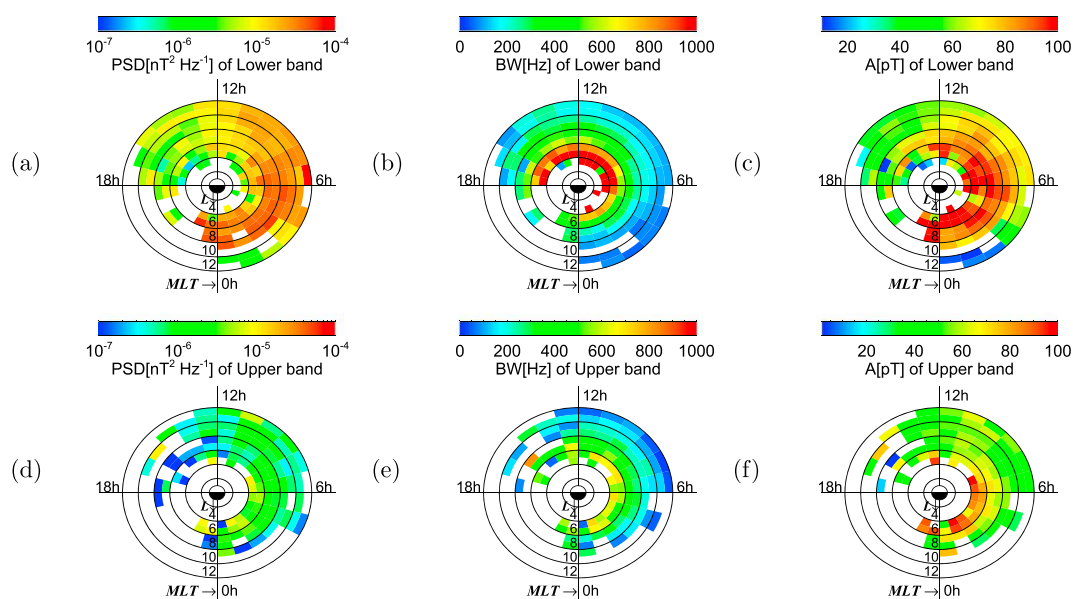 10⁻⁷ 10⁻⁶ 10⁻⁵ 10⁻⁴
PSD[nT² Hz⁻¹] of Lower band
(a)
12h
18h
6h
L
4
6
8
10
12
MLT → 0h
0 200 400 600 800 1000
BW[Hz] of Lower band
(b)
12h
18h
6h
L
4
6
8
10
12
MLT → 0h
20 40 60 80 100
A[pT] of Lower band
(c)
12h
18h
6h
L
4
6
8
10
12
MLT → 0h
10⁻⁷ 10⁻⁶ 10⁻⁵ 10⁻⁴
PSD[nT² Hz⁻¹] of Upper band
(d)
12h
18h
6h
L
4
6
8
10
12
MLT → 0h
0 200 400 600 800 1000
BW[Hz] of Upper band
(e)
12h
18h
6h
L
4
6
8
10
12
MLT → 0h
20 40 60 80 100
A[pT] of Upper band
(f)
12h
18h
6h
L
4
6
8
10
12
MLT → 0h